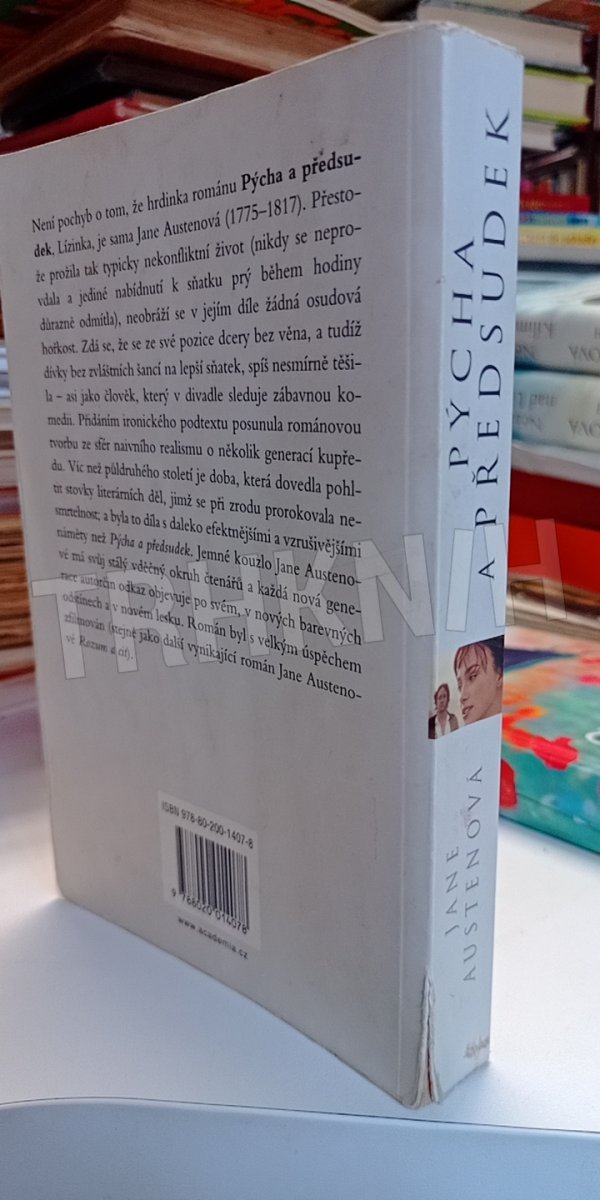 Není pochyb o tom, že hrdinka románu Pýcha a předsu-
dek, Lízinka, je sama Jane Austenová (1775–1817). Přesto-
že prožila tak typicky nekonfliktní život (nikdy se nepro-
vdala a jediné nabídnutí k sňatku prý během hodiny
důrazně odmítla), neobráží se v jejím díle žádná osudová
hořkost. Zdá se, že se ze své pozice dcery bez věna, a tudíž
dívky bez zvláštních šancí na lepší sňatek, spíš nesmírně těši-
la – asi jako člověk, který v divadle sleduje zábavnou ko-
medii. Přidáním ironického podtextu posunula románovou
tvorbu ze sfér naivního realismu o několik generací kupře-
du. Víc než půldruhého století je doba, která dovedla pohl-
tit stovky literárních děl, jimž se při zrodu prorokovala ne-
smrtelnost; a byla to díla s daleko efektnějšími a vzrušivějšími
náměty než Pýcha a předsudek. Jemné kouzlo Jane Austeno-
vé má svůj stálý vděčný okruh čtenářů a každá nová gene-
race autorčin odkaz objevuje po svém, v nových barevných
odstínech a v novém lesku. Román byl s velkým úspěchem
zfilmován (stejně jako další vynikající román Jane Austeno-
vé Rozum a cit).
ISBN 978-80-200-1407-8
9 788020 014078
www.academia.cz
PÝCHA
A PŘEDSUDEK
JANE
AUSTENOVÁ
TRHKNIH